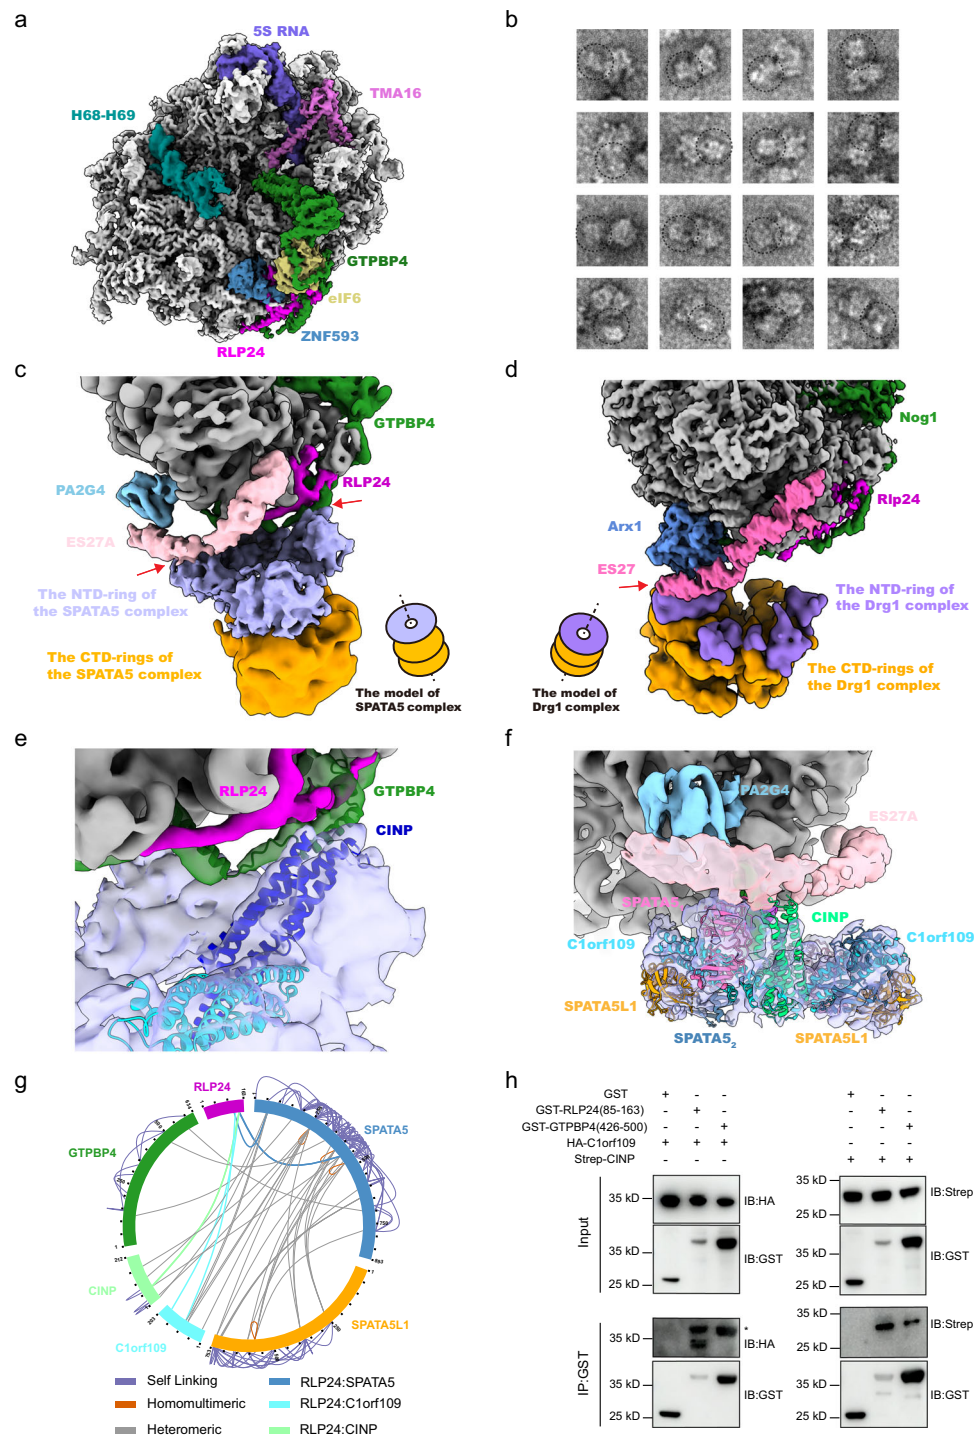 a
5S RNA
TMA16
H68-H69
GTPBP4
eIF6
ZNF593
RLP24
b
c
GTPBP4
RLP24
PA2G4
ES27A
The NTD-ring of
the SPATA5 complex
The CTD-rings of
the SPATA5 complex
The model of
SPATA5 complex
d
Nog1
Rlp24
Arx1
ES27
The NTD-ring of
the Drg1 complex
The CTD-rings of
the Drg1 complex
The model of
Drg1 complex
e
RLP24
GTPBP4
CINP
f
PA2G4
ES27A
SPATA5
CINP
C1orf109
C1orf109
SPATA5L1
SPATA5₂
SPATA5L1
g
RLP24
SPATA5
GTPBP4
CINP
C1orf109
SPATA5L1
Self Linking
Homomultimeric
Heteromeric
RLP24:SPATA5
RLP24:C1orf109
RLP24:CINP
h
GST + - - + - -
GST-RLP24(85-163) - + - - + -
GST-GTPBP4(426-500) - - + - - +
HA-C1orf109 + + + - - -
Strep-CINP - - - + + +
Input
35 kD
IB:HA
35 kD
25 kD
IB:GST
35 kD
25 kD
IB:Strep
35 kD
25 kD
IB:GST
IP:GST
35 kD
*
IB:HA
35 kD
25 kD
IB:GST
35 kD
25 kD
IB:Strep
35 kD
25 kD
IB:GST